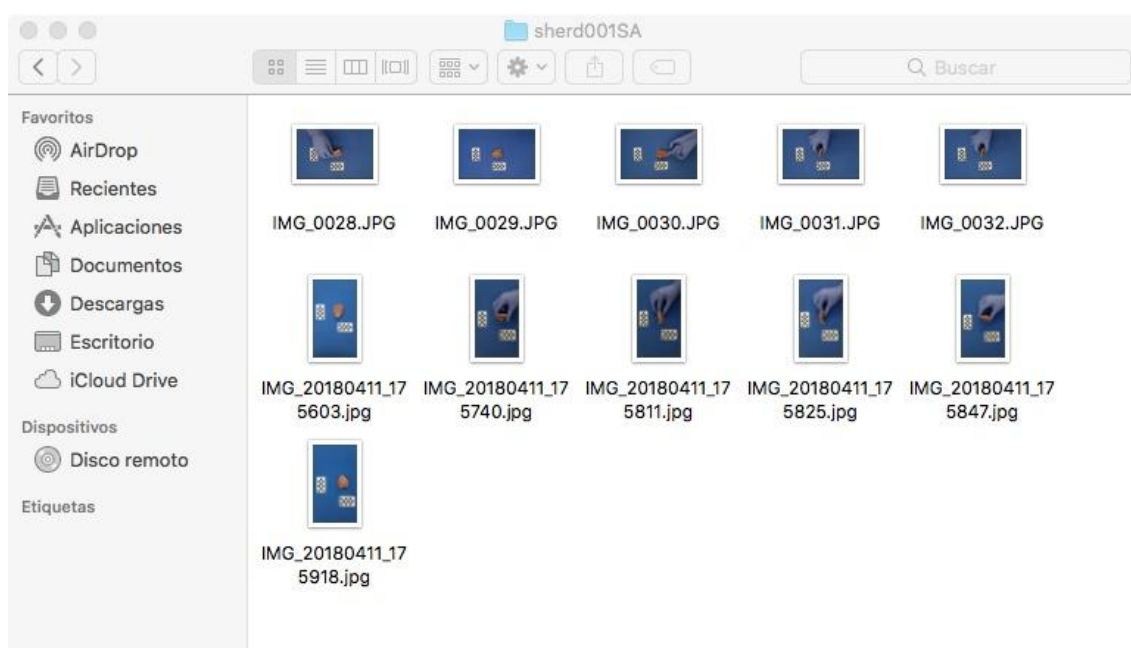 sherd001SA
Buscar
Favoritos
AirDrop
Recientes
Aplicaciones
Documentos
Descargas
Escritorio
iCloud Drive
Dispositivos
Disco remoto
Etiquetas
IMG_0028.JPG
IMG_0029.JPG
IMG_0030.JPG
IMG_0031.JPG
IMG_0032.JPG
IMG_20180411_17
5603.jpg
IMG_20180411_17
5740.jpg
IMG_20180411_17
5811.jpg
IMG_20180411_17
5825.jpg
IMG_20180411_17
5847.jpg
IMG_20180411_17
5918.jpg